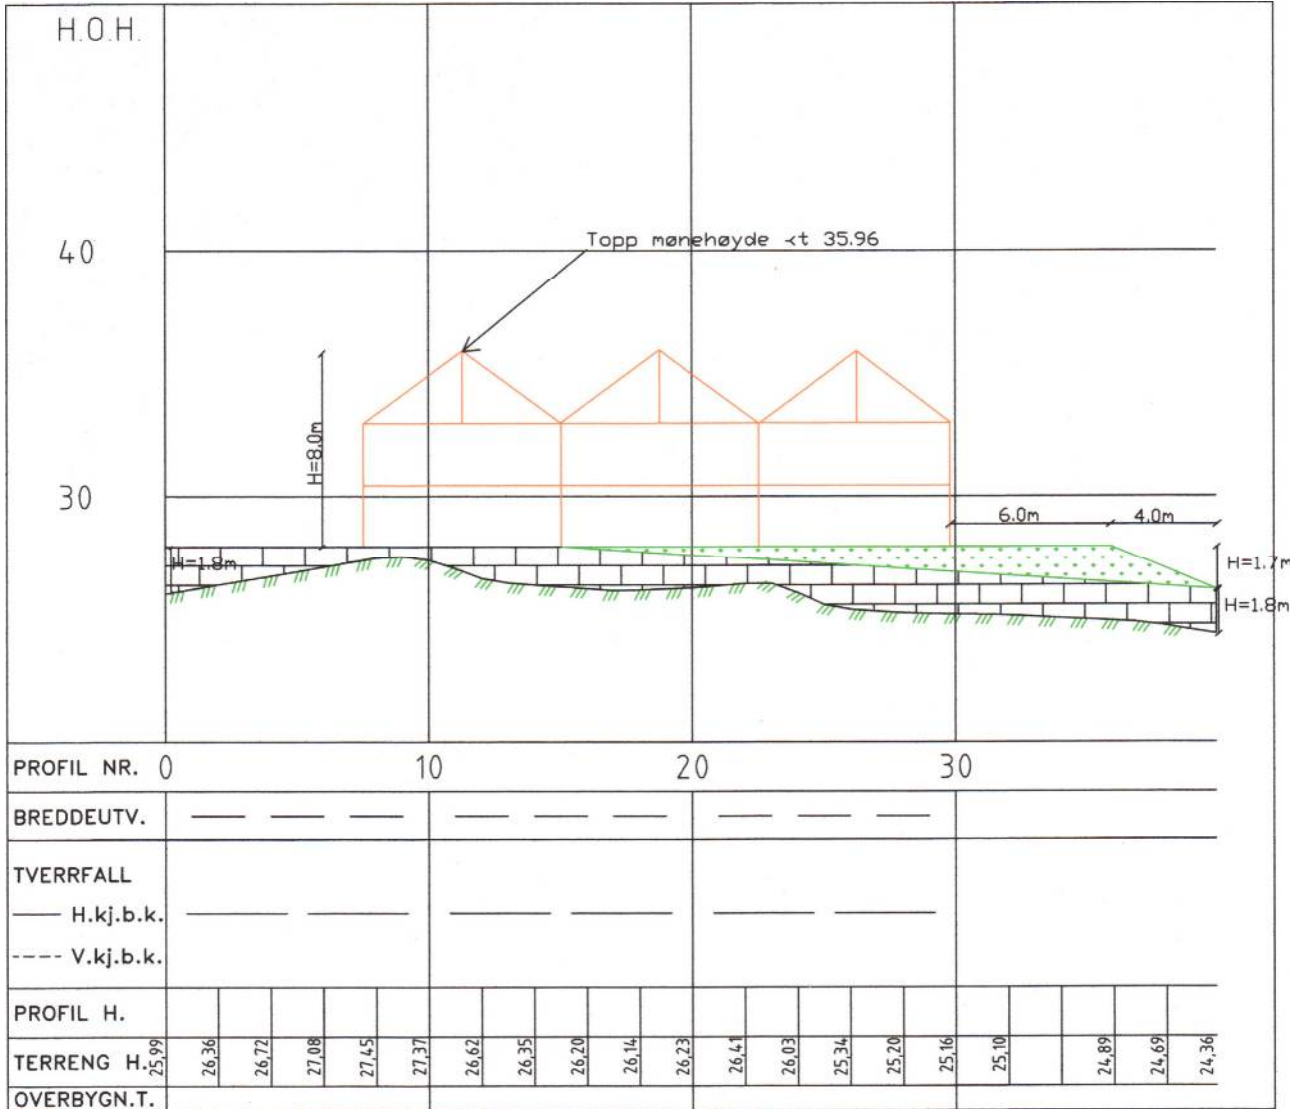 H.O.H.
40
Topp mønehøyde kt 35.96
H=8.0m
30
6.0m 4.0m
H=1.8m
H=1.7m
H=1.8m
PROFIL NR. 0 10 20 30
BREDDEUTV.
TVERRFALL
H.kj.b.k.
V.kj.b.k.
PROFIL H.
TERRENG H. 25,99 26,36 26,72 27,08 27,45 27,37 26,62 26,35 26,20 26,14 26,23 26,41 26,03 25,34 25,20 25,16 25,10 24,89 24,69 24,36
OVERBYGN.T.